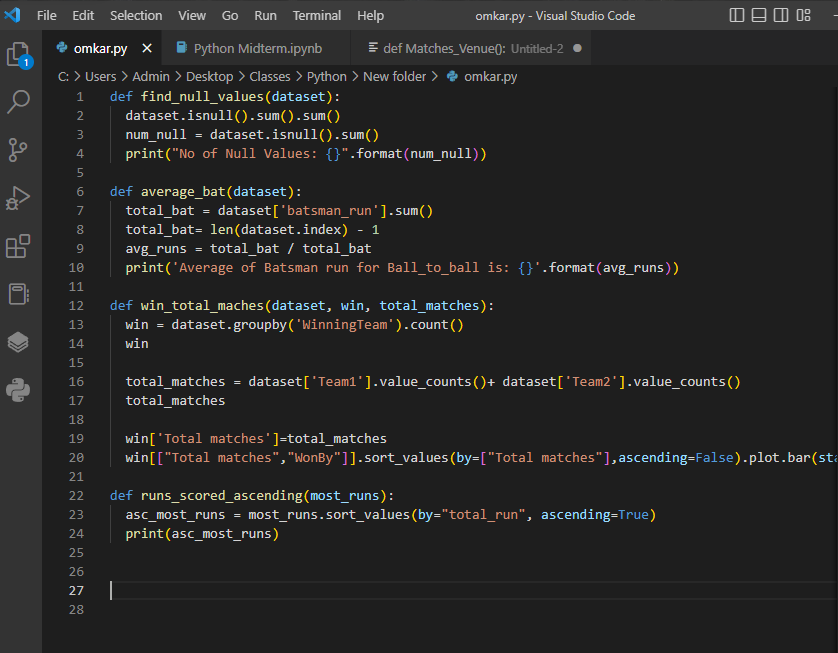 File Edit Selection View Go Run Terminal Help omkar.py - Visual Studio Code
omkar.py Python Midterm.ipynb def Matches_Venue(): Untitled-2
1
C: > Users > Admin > Desktop > Classes > Python > New folder > omkar.py
1 def find_null_values(dataset):
2 dataset.isnull().sum().sum()
3 num_null = dataset.isnull().sum()
4 print("No of Null Values: {}".format(num_null))
5
6 def average_bat(dataset):
7 total_bat = dataset['batsman_run'].sum()
8 total_bat= len(dataset.index) - 1
9 avg_runs = total_bat / total_bat
10 print('Average of Batsman run for Ball_to_ball is: {}'.format(avg_runs))
11
12 def win_total_maches(dataset, win, total_matches):
13 win = dataset.groupby('WinningTeam').count()
14 win
15
16 total_matches = dataset['Team1'].value_counts()+ dataset['Team2'].value_counts()
17 total_matches
18
19 win['Total matches']=total_matches
20 win[["Total matches","WonBy"]].sort_values(by=["Total matches"],ascending=False).plot.bar(sta
21
22 def runs_scored_ascending(most_runs):
23 asc_most_runs = most_runs.sort_values(by="total_run", ascending=True)
24 print(asc_most_runs)
25
26
27
28